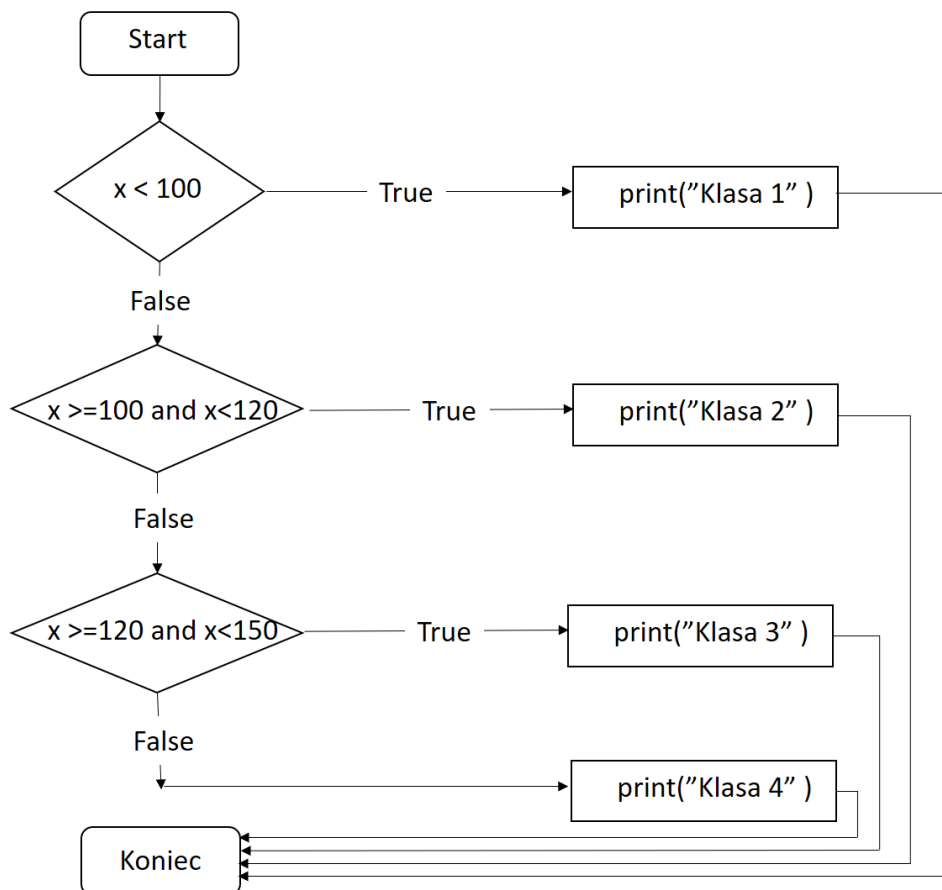 Start
x < 100
True
print(”Klasa 1” )
False
x >=100 and x<120
True
print(”Klasa 2” )
False
x >=120 and x<150
True
print(”Klasa 3” )
False
print(”Klasa 4” )
Koniec